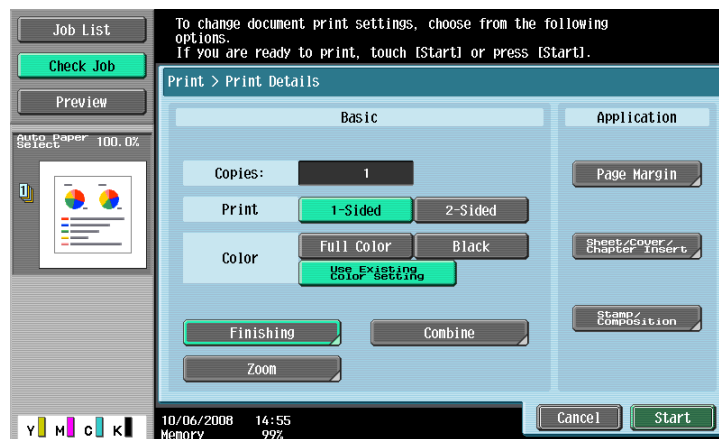 Job List
Check Job
Preview
Auto Paper
Select
100.0%
To change document print settings, choose from the following
options.
If you are ready to print, touch [Start] or press [Start].
Print > Print Details
Basic
Application
Copies:
1
Page Margin
Print
1-Sided
2-Sided
Color
Full Color
Black
Use Existing
Color Setting
Sheet/Cover/
Chapter Insert
Finishing
Combine
Stamp/
Composition
Zoom
Y M C K
10/06/2008 14:55
Memory 99%
Cancel
Start